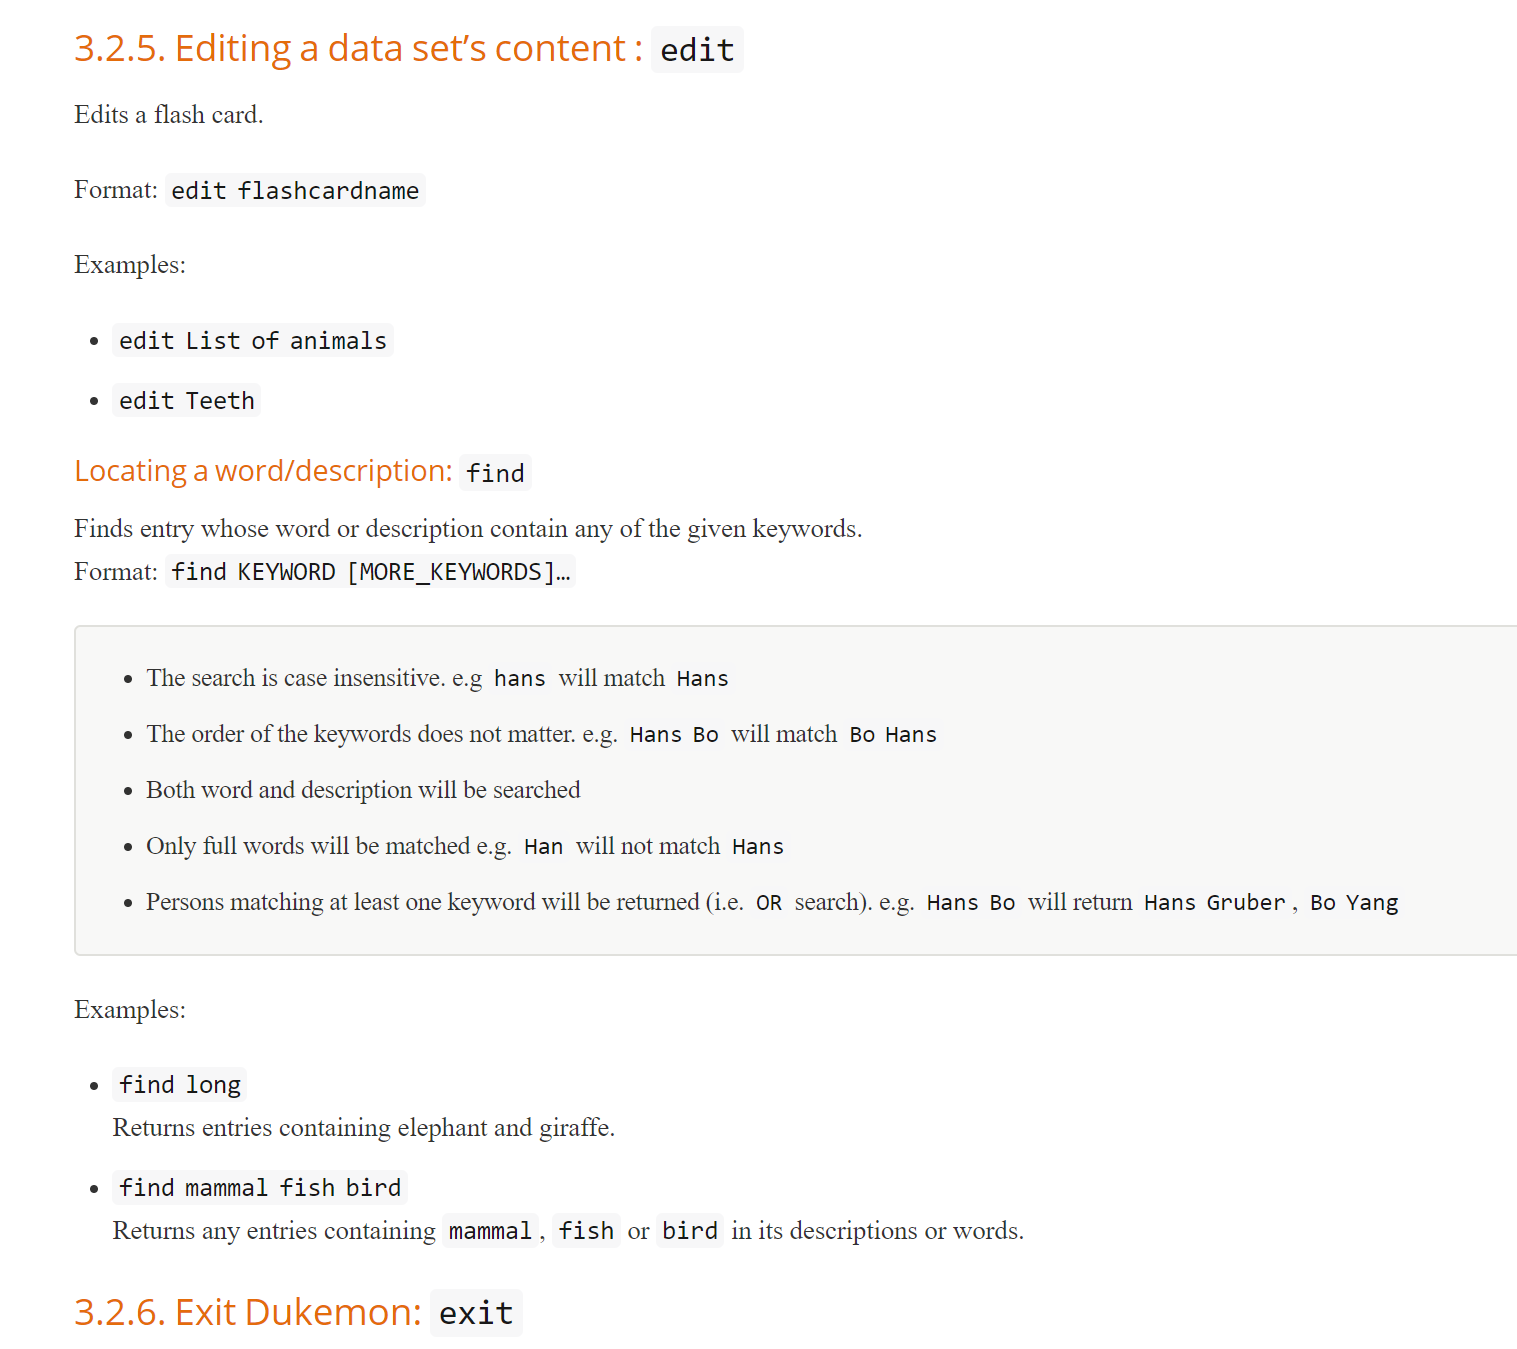 3.2.5. Editing a data set’s content : edit
Edits a flash card.
Format: edit flashcardname
Examples:
• edit List of animals
• edit Teeth
Locating a word/description: find
Finds entry whose word or description contain any of the given keywords.
Format: find KEYWORD [MORE_KEYWORDS]…
• The search is case insensitive. e.g hans will match Hans
• The order of the keywords does not matter. e.g. Hans Bo will match Bo Hans
• Both word and description will be searched
• Only full words will be matched e.g. Han will not match Hans
• Persons matching at least one keyword will be returned (i.e. OR search). e.g. Hans Bo will return Hans Gruber, Bo Yang
Examples:
• find long
Returns entries containing elephant and giraffe.
• find mammal fish bird
Returns any entries containing mammal, fish or bird in its descriptions or words.
3.2.6. Exit Dukemon: exit